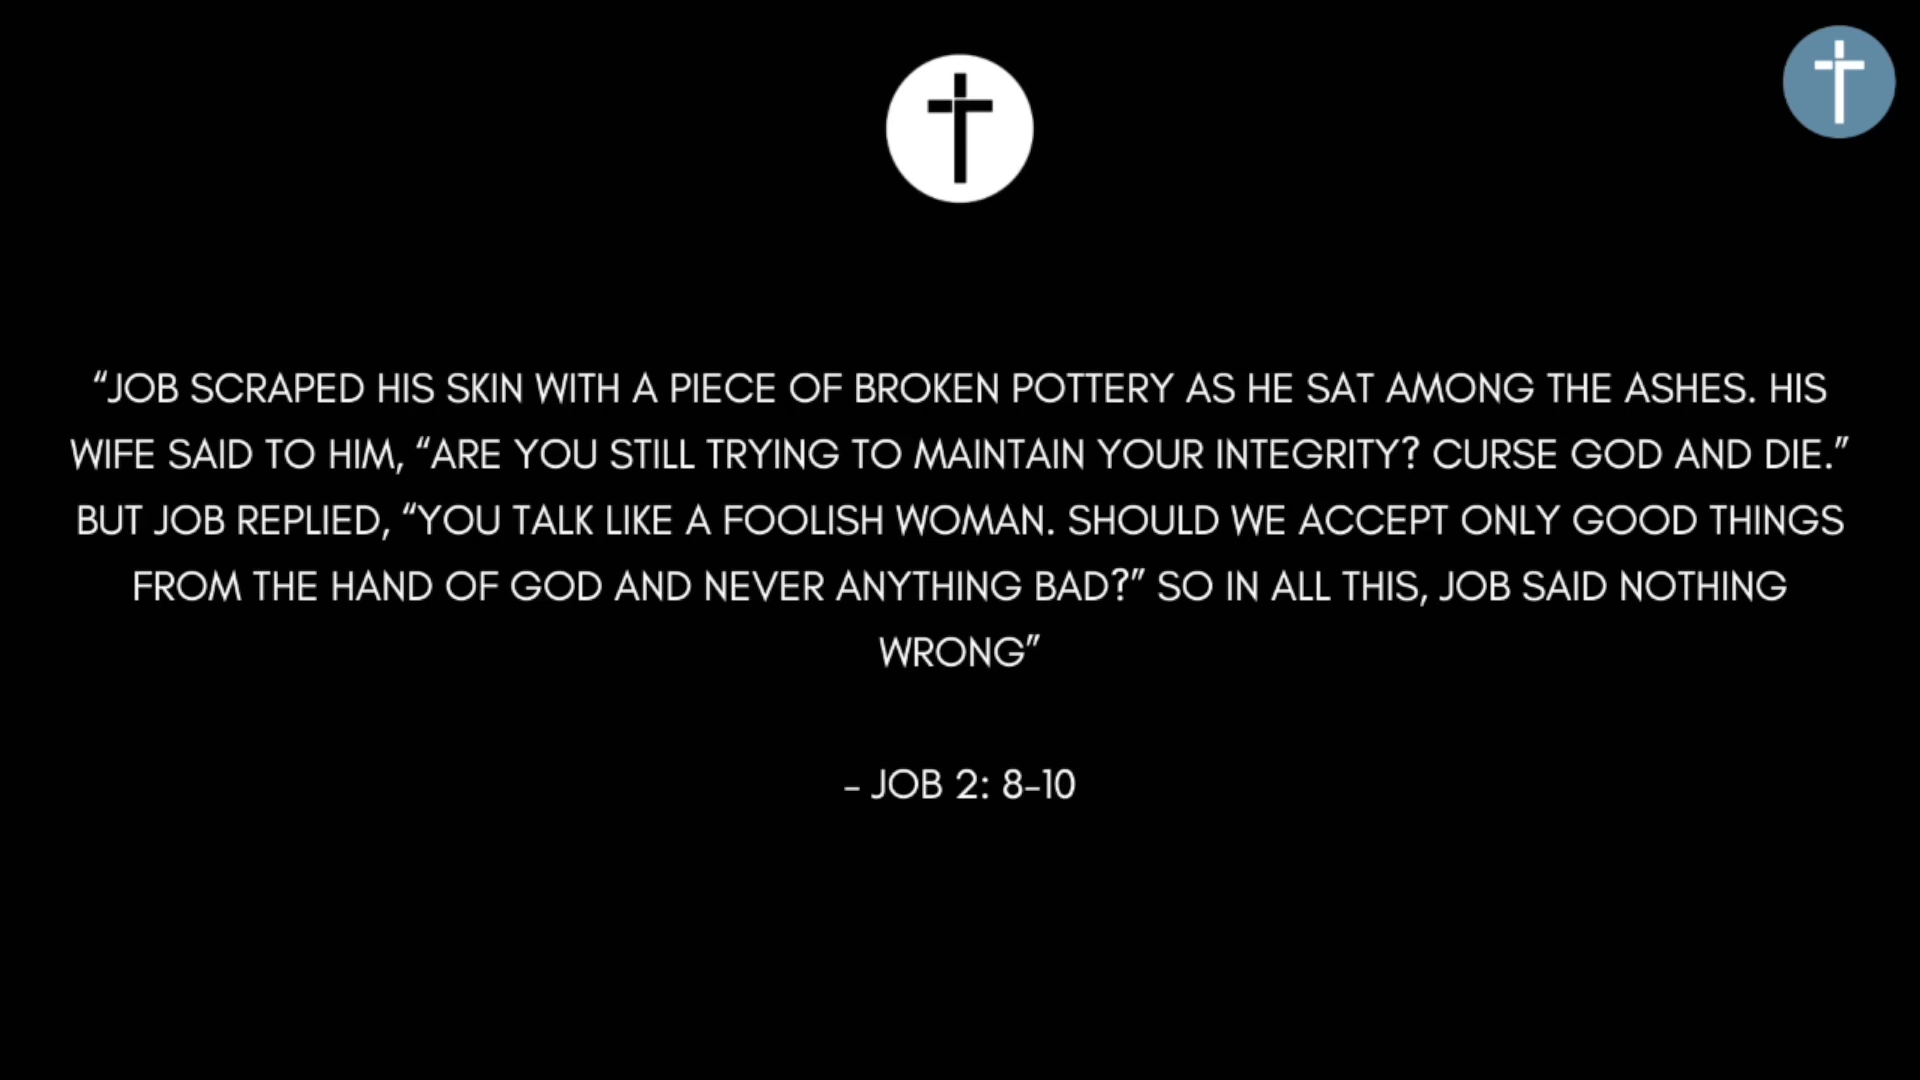 “JOB SCRAPED HIS SKIN WITH A PIECE OF BROKEN POTTERY AS HE SAT AMONG THE ASHES. HIS
WIFE SAID TO HIM, “ARE YOU STILL TRYING TO MAINTAIN YOUR INTEGRITY? CURSE GOD AND DIE.”
BUT JOB REPLIED, “YOU TALK LIKE A FOOLISH WOMAN. SHOULD WE ACCEPT ONLY GOOD THINGS
FROM THE HAND OF GOD AND NEVER ANYTHING BAD?” SO IN ALL THIS, JOB SAID NOTHING
WRONG”
- JOB 2: 8-10